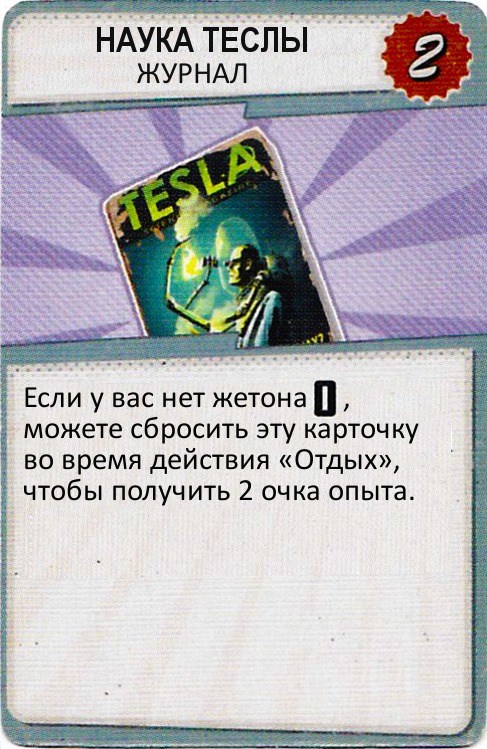 НАУКА ТЕСЛЫ
ЖУРНАЛ
2
TESLA
Если у вас нет жетона I ,
можете сбросить эту карточку
во время действия «Отдых»,
чтобы получить 2 очка опыта.